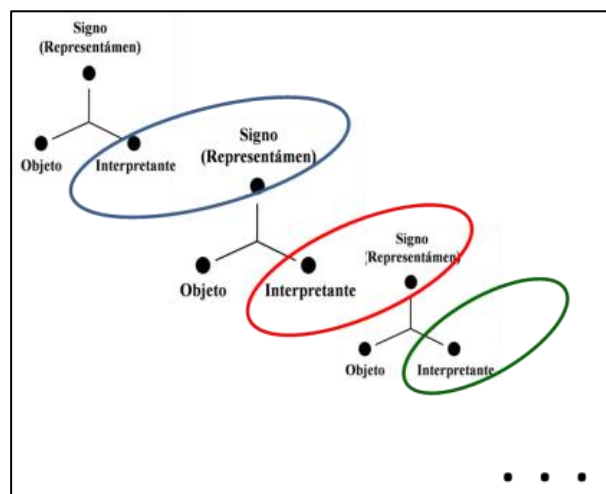 Signo
(Representámen)
Objeto
Interpretante
Signo
(Representámen)
Objeto
Interpretante
Signo
(Representámen)
Objeto
Interpretante
. . .